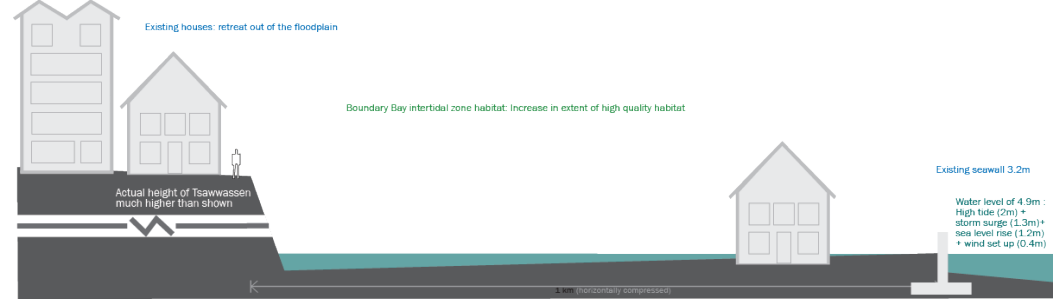 Existing houses: retreat out of the floodplain
Boundary Bay intertidal zone habitat: Increase in extent of high quality habitat
Existing seawall 3.2m
Actual height of Tsawwassen
much higher than shown
Water level of 4.9m :
High tide (2m) +
storm surge (1.3m)+
sea level rise (1.2m)
+ wind set up (0.4m)
1 km (horizontally compressed)